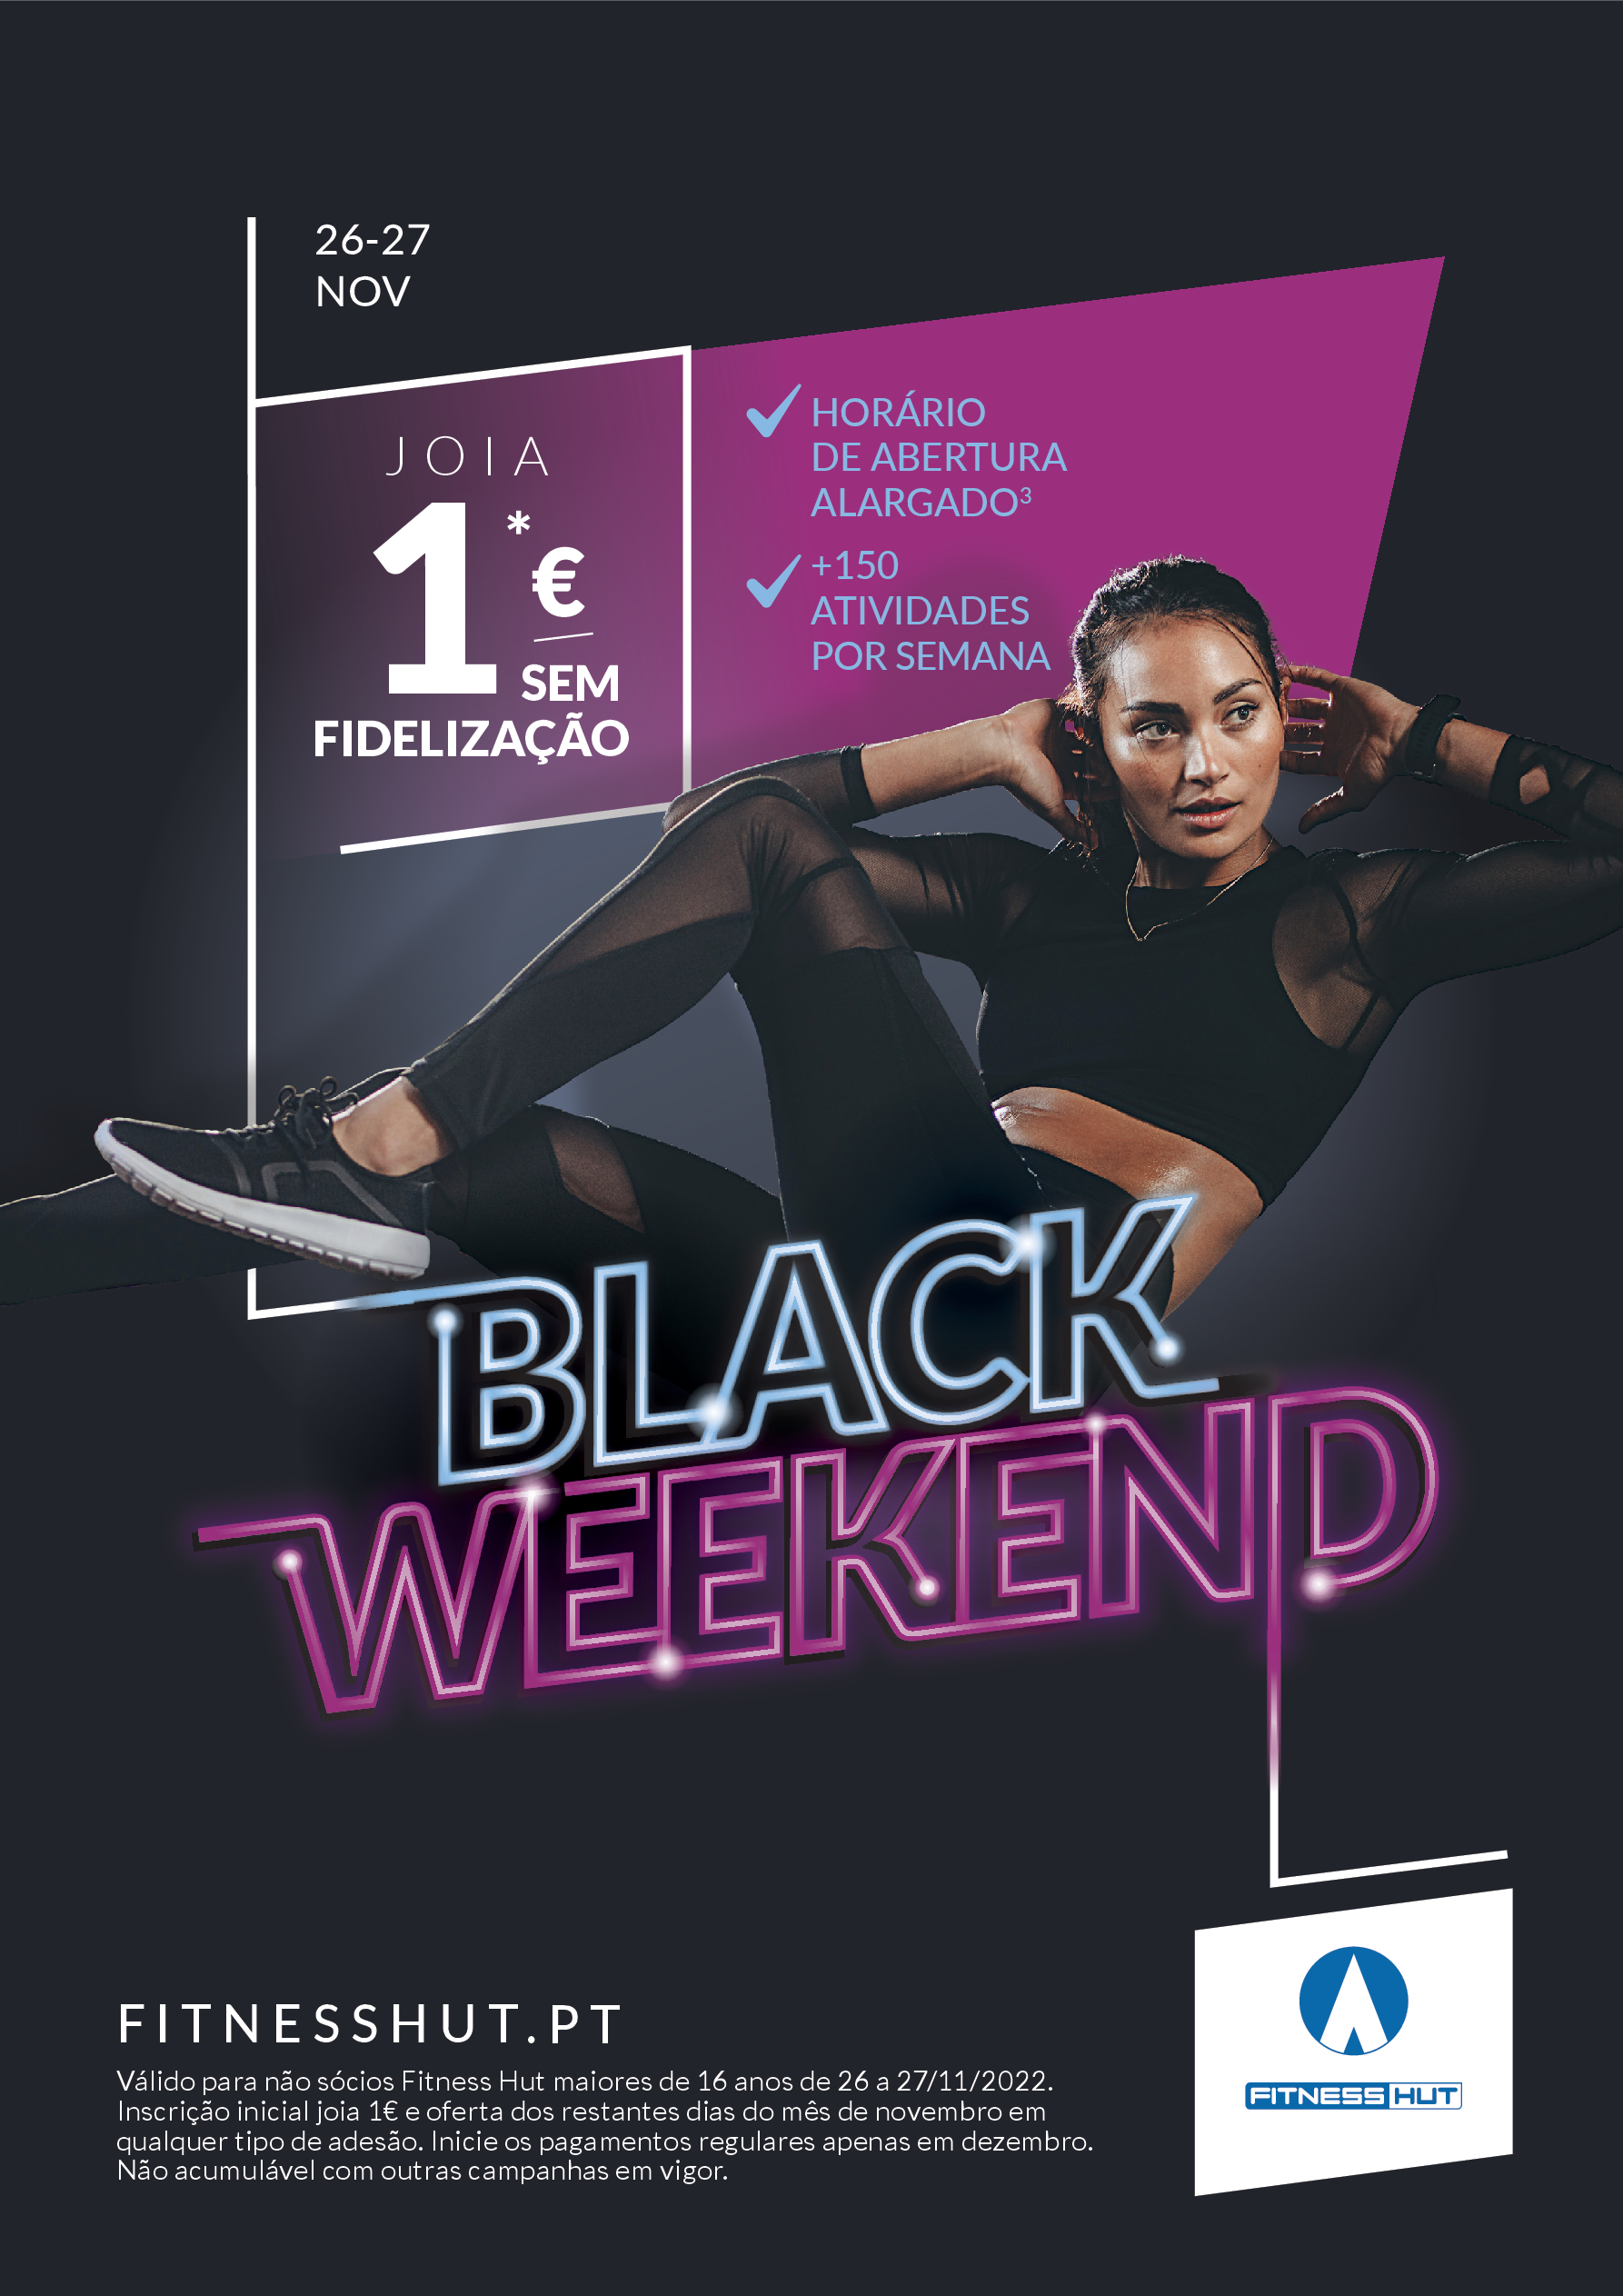 26-27
NOV
JOIA
1*€
SEM
FIDELIZAÇÃO
HORÁRIO
DE ABERTURA
ALARGADO³
+150
ATIVIDADES
POR SEMANA
BLACK
WEEKEND
FITNESSHUT.PT
Válido para não sócios Fitness Hut maiores de 16 anos de 26 a 27/11/2022.
Inscrição inicial joia 1€ e oferta dos restantes dias do mês de novembro em
qualquer tipo de adesão. Inicie os pagamentos regulares apenas em dezembro.
Não acumulável com outras campanhas em vigor.
FITNESS HUT